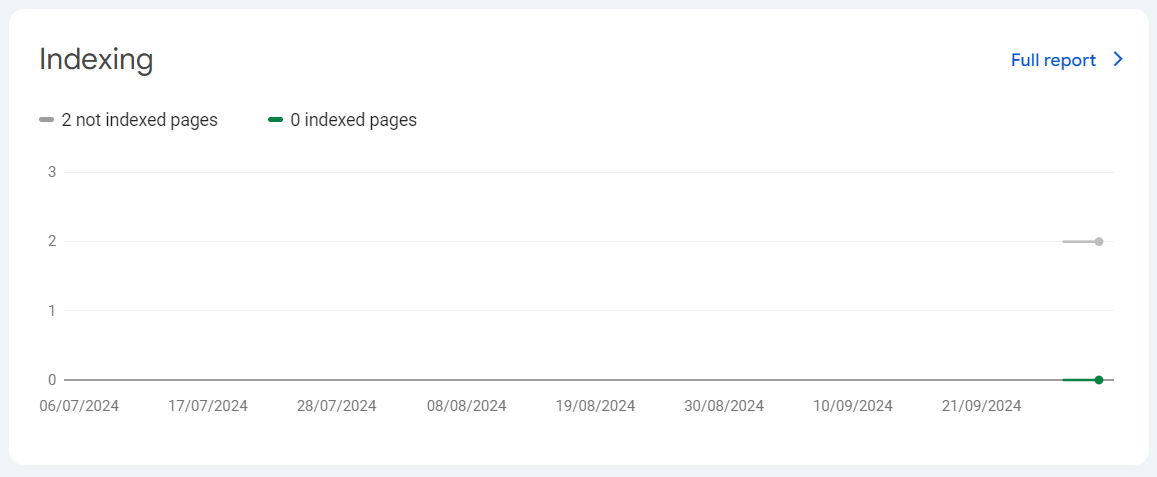 Indexing
Full report
2 not indexed pages
0 indexed pages
3
2
1
0
06/07/2024 17/07/2024 28/07/2024 08/08/2024 19/08/2024 30/08/2024 10/09/2024 21/09/2024